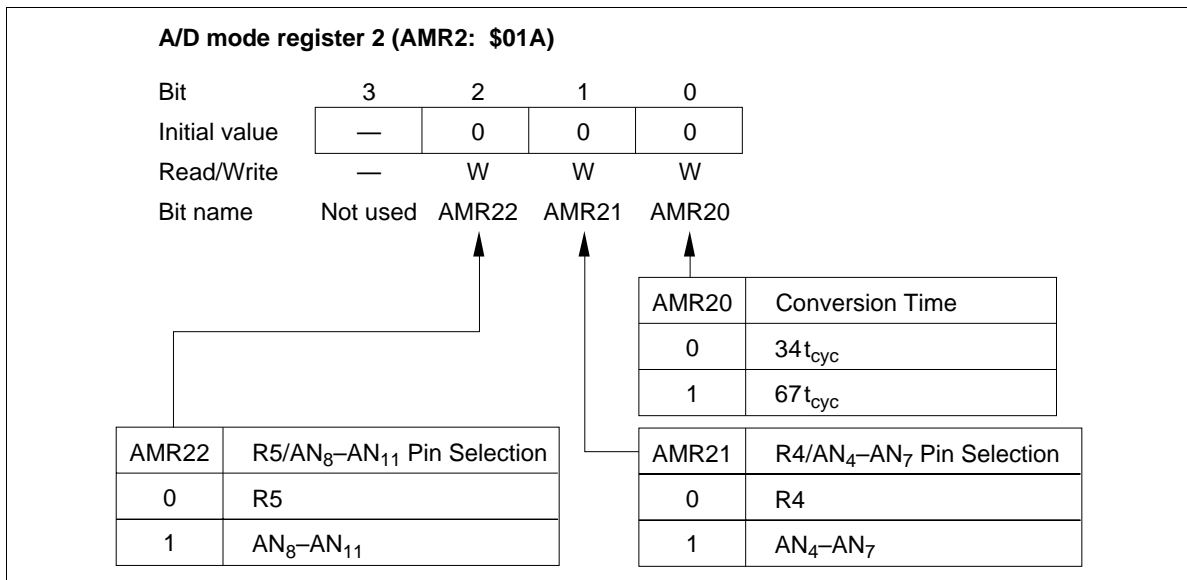 A/D mode register 2 (AMR2: $01A)
Bit 3 2 1 0
Initial value — 0 0 0
Read/Write — W W W
Bit name Not used AMR22 AMR21 AMR20
AMR20 Conversion Time
0 34tcyc
1 67tcyc
AMR22 R5/AN8–AN11 Pin Selection
0 R5
1 AN8–AN11
AMR21 R4/AN4–AN7 Pin Selection
0 R4
1 AN4–AN7